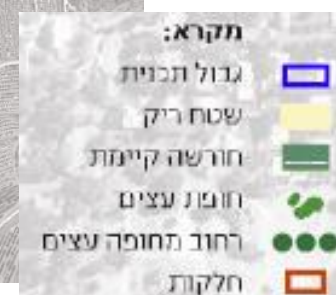 מקרא:
גבול תכנית
שטח ריק
חורשה קיימת
חופת עצים
רחוב מחופה עצים
חלקות